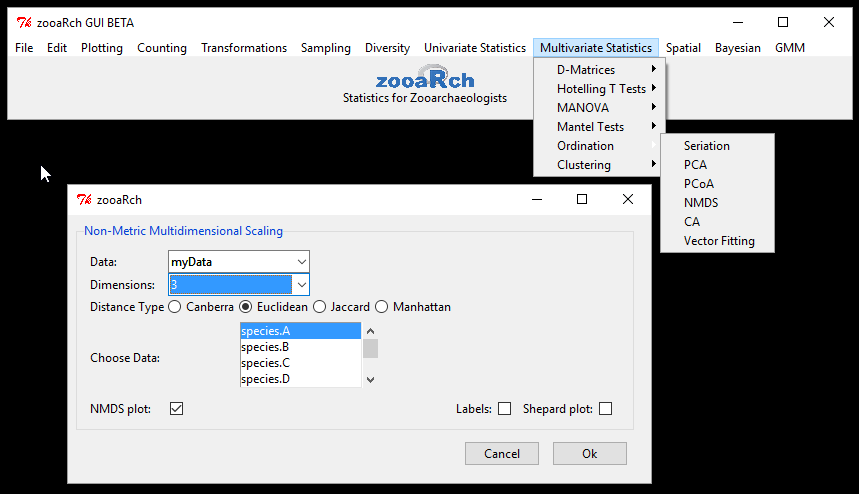 zooaRch GUI BETA
File Edit Plotting Counting Transformations Sampling Diversity Univariate Statistics Multivariate Statistics Spatial Bayesian GMM
zooaRch
Statistics for Zooarchaeologists
D-Matrices
Hotelling T Tests
MANOVA
Mantel Tests
Ordination
Clustering
Seriation
PCA
PCoA
NMDS
CA
Vector Fitting
zooaRch
Non-Metric Multidimensional Scaling
Data: myData
Dimensions: 3
Distance Type Canberra Euclidean Jaccard Manhattan
Choose Data:
species.A
species.B
species.C
species.D
NMDS plot: Labels: Shepard plot:
Cancel Ok